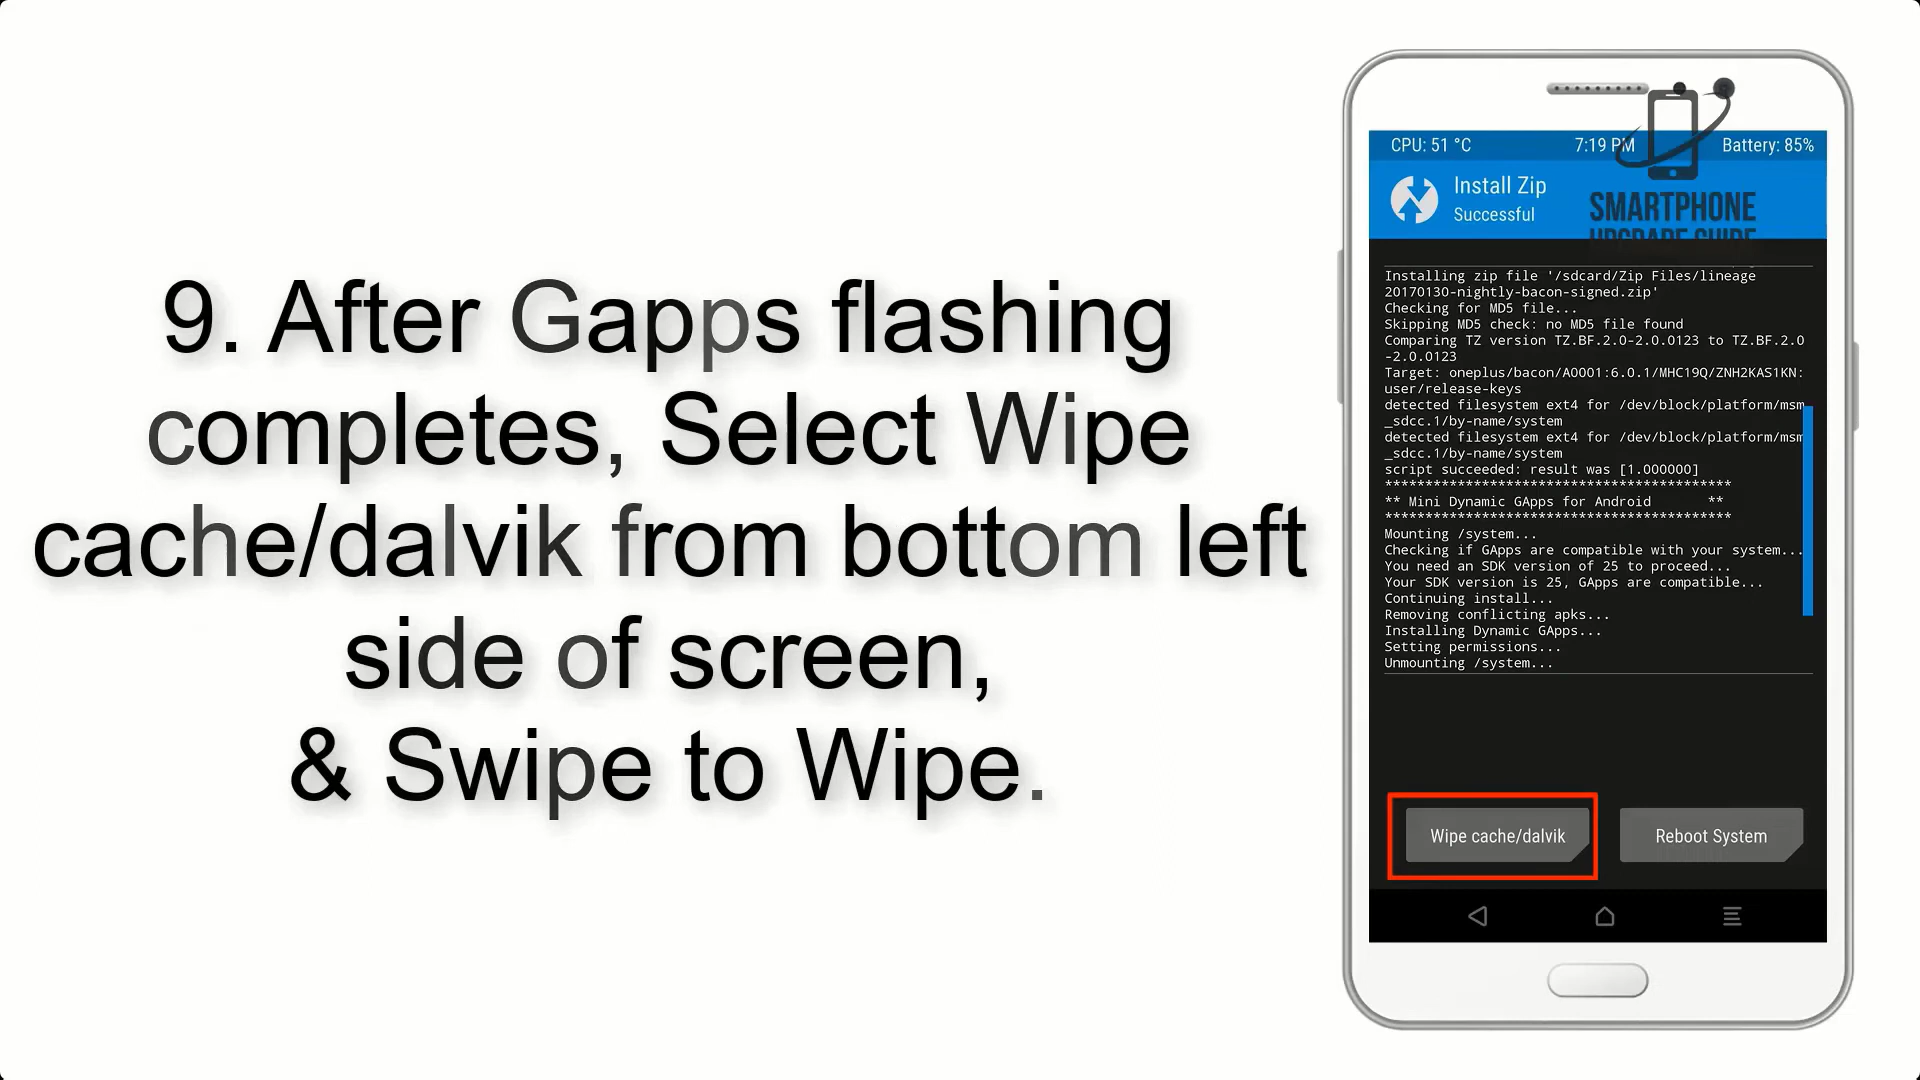 9. After Gapps flashing
completes, Select Wipe
cache/dalvik from bottom left
side of screen,
& Swipe to Wipe.
CPU: 51 °C 7:19 PM Battery: 85%
Install Zip
Successful
SMARTPHONE
UPGRADE GUIDE
Installing zip file '/sdcard/Zip Files/lineage
20170130-nightly-bacon-signed.zip'
Checking for MD5 file...
Skipping MD5 check: no MD5 file found
Comparing TZ version TZ.BF.2.0-2.0.0123 to TZ.BF.2.0
-2.0.0123
Target: oneplus/bacon/A0001:6.0.1/MHC19Q/ZNH2KAS1KN:
user/release-keys
detected filesystem ext4 for /dev/block/platform/msm
_sdcc.1/by-name/system
detected filesystem ext4 for /dev/block/platform/msm
_sdcc.1/by-name/system
script succeeded: result was [1.000000]
*******************************************
** Mini Dynamic GApps for Android **
*******************************************
Mounting /system...
Checking if GApps are compatible with your system...
You need an SDK version of 25 to proceed...
Your SDK version is 25, GApps are compatible...
Continuing install...
Removing conflicting apks...
Installing Dynamic GApps...
Setting permissions...
Unmounting /system...
Wipe cache/dalvik Reboot System